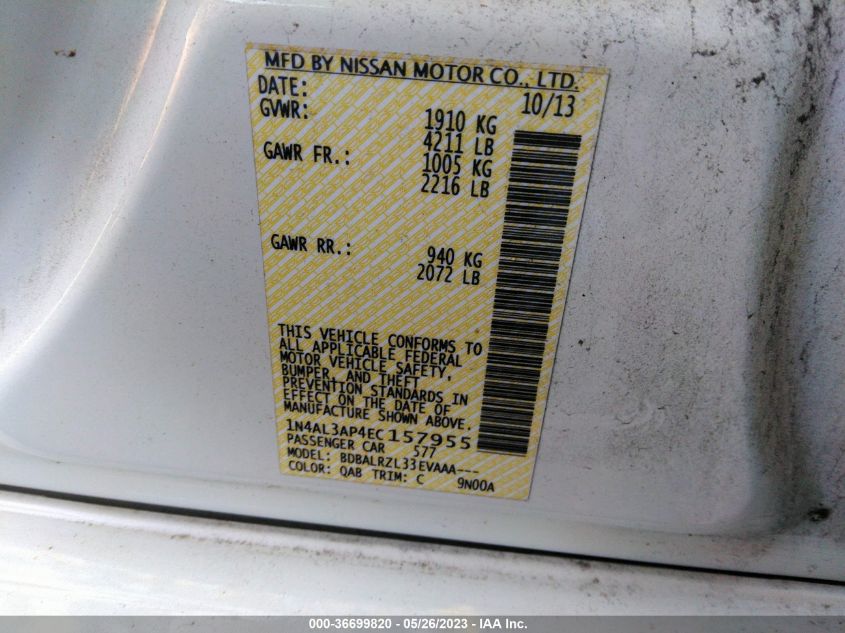 MFD BY NISSAN MOTOR CO., LTD.
DATE: 10/13
GVWR: 1910 KG
4211 LB
GAWR FR.: 1005 KG
2216 LB
GAWR RR.: 940 KG
2072 LB
THIS VEHICLE CONFORMS TO
ALL APPLICABLE FEDERAL
MOTOR VEHICLE SAFETY,
BUMPER, AND THEFT
PREVENTION STANDARDS IN
EFFECT ON THE DATE OF
MANUFACTURE SHOWN ABOVE.
1N4AL3AP4EC157955
PASSENGER CAR 577
MODEL: BDBALRZL33EVAAA---
COLOR: QAB TRIM: C 9N00A
000-36699820 - 05/26/2023 - IAA Inc.